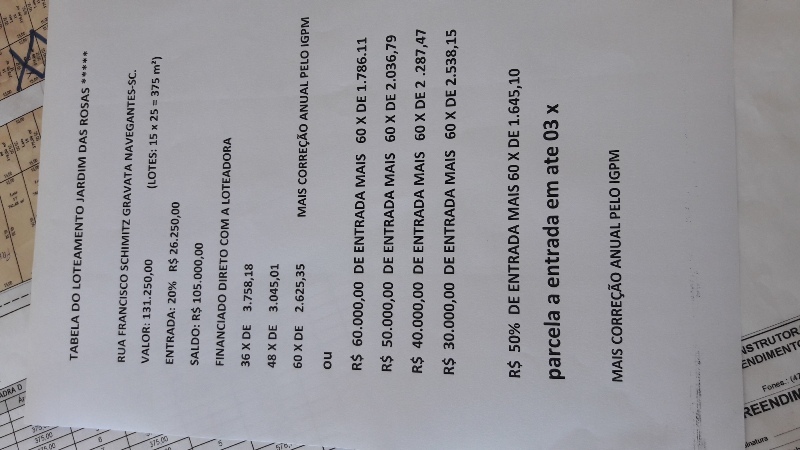 TABELA DO LOTEAMENTO JARDIM DAS ROSAS *****
RUA FRANCISCO SCHIMITZ GRAVATA NAVEGANTES-SC.
VALOR: 131.250,00 (LOTES: 15 x 25 = 375 m²)
ENTRADA: 20% R$ 26.250,00
SALDO: R$ 105.000,00
FINANCIADO DIRETO COM A LOTEADORA
36 X DE 3.758,18
48 X DE 3.045,01
60 X DE 2.625,35 MAIS CORREÇÃO ANUAL PELO IGPM
ou
R$ 60.000,00 DE ENTRADA MAIS 60 X DE 1.786.11
R$ 50.000,00 DE ENTRADA MAIS 60 X DE 2.036,79
R$ 40.000,00 DE ENTRADA MAIS 60 X DE 2 .287,47
R$ 30.000,00 DE ENTRADA MAIS 60 X DE 2.538,15
R$ 50% DE ENTRADA MAIS 60 X DE 1.645,10
parcela a entrada em ate 03 x
MAIS CORREÇÃO ANUAL PELO IGPM